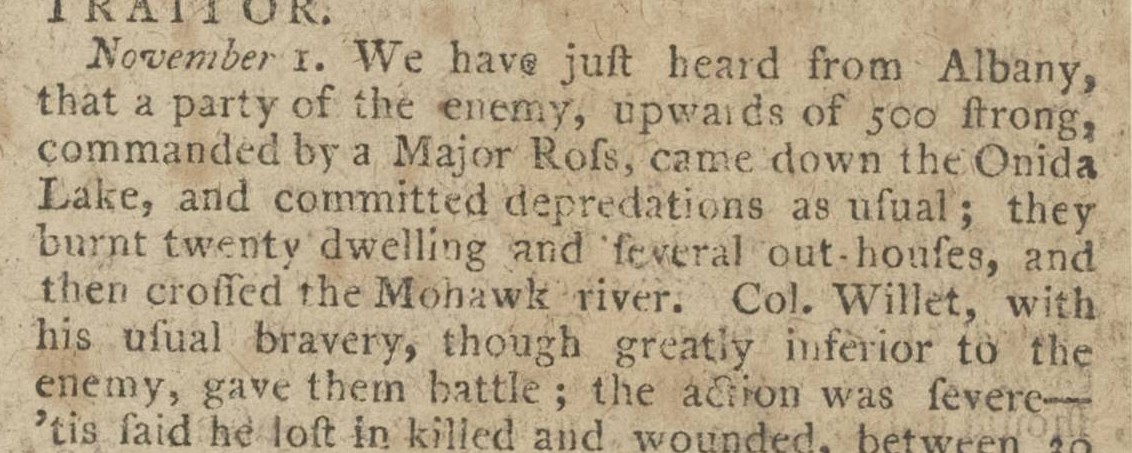 TRAITOR.
November 1. We have juſt heard from Albany,
that a party of the enemy, upwards of 500 ſtrong,
commanded by a Major Roſs, came down the Onida
Lake, and committed depredations as uſual; they
burnt twenty dwelling and ſeveral out-houſes, and
then croſſed the Mohawk river. Col. Willet, with
his uſual bravery, though greatly inferior to the
enemy, gave them battle; the action was ſevere—
'tis ſaid he loſt in killed and wounded, between